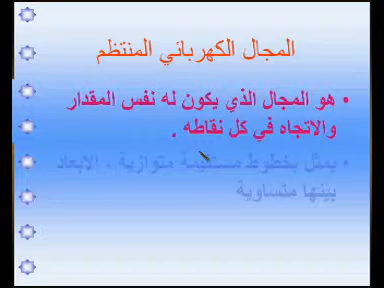 المجال الكهربائي المنتظم
• هو المجال الذي يكون له نفس المقدار
والاتجاه في كل نقاطه .
• يمثل بخطوط مستقيمة متوازية ، الابعاد
بينها متساوية